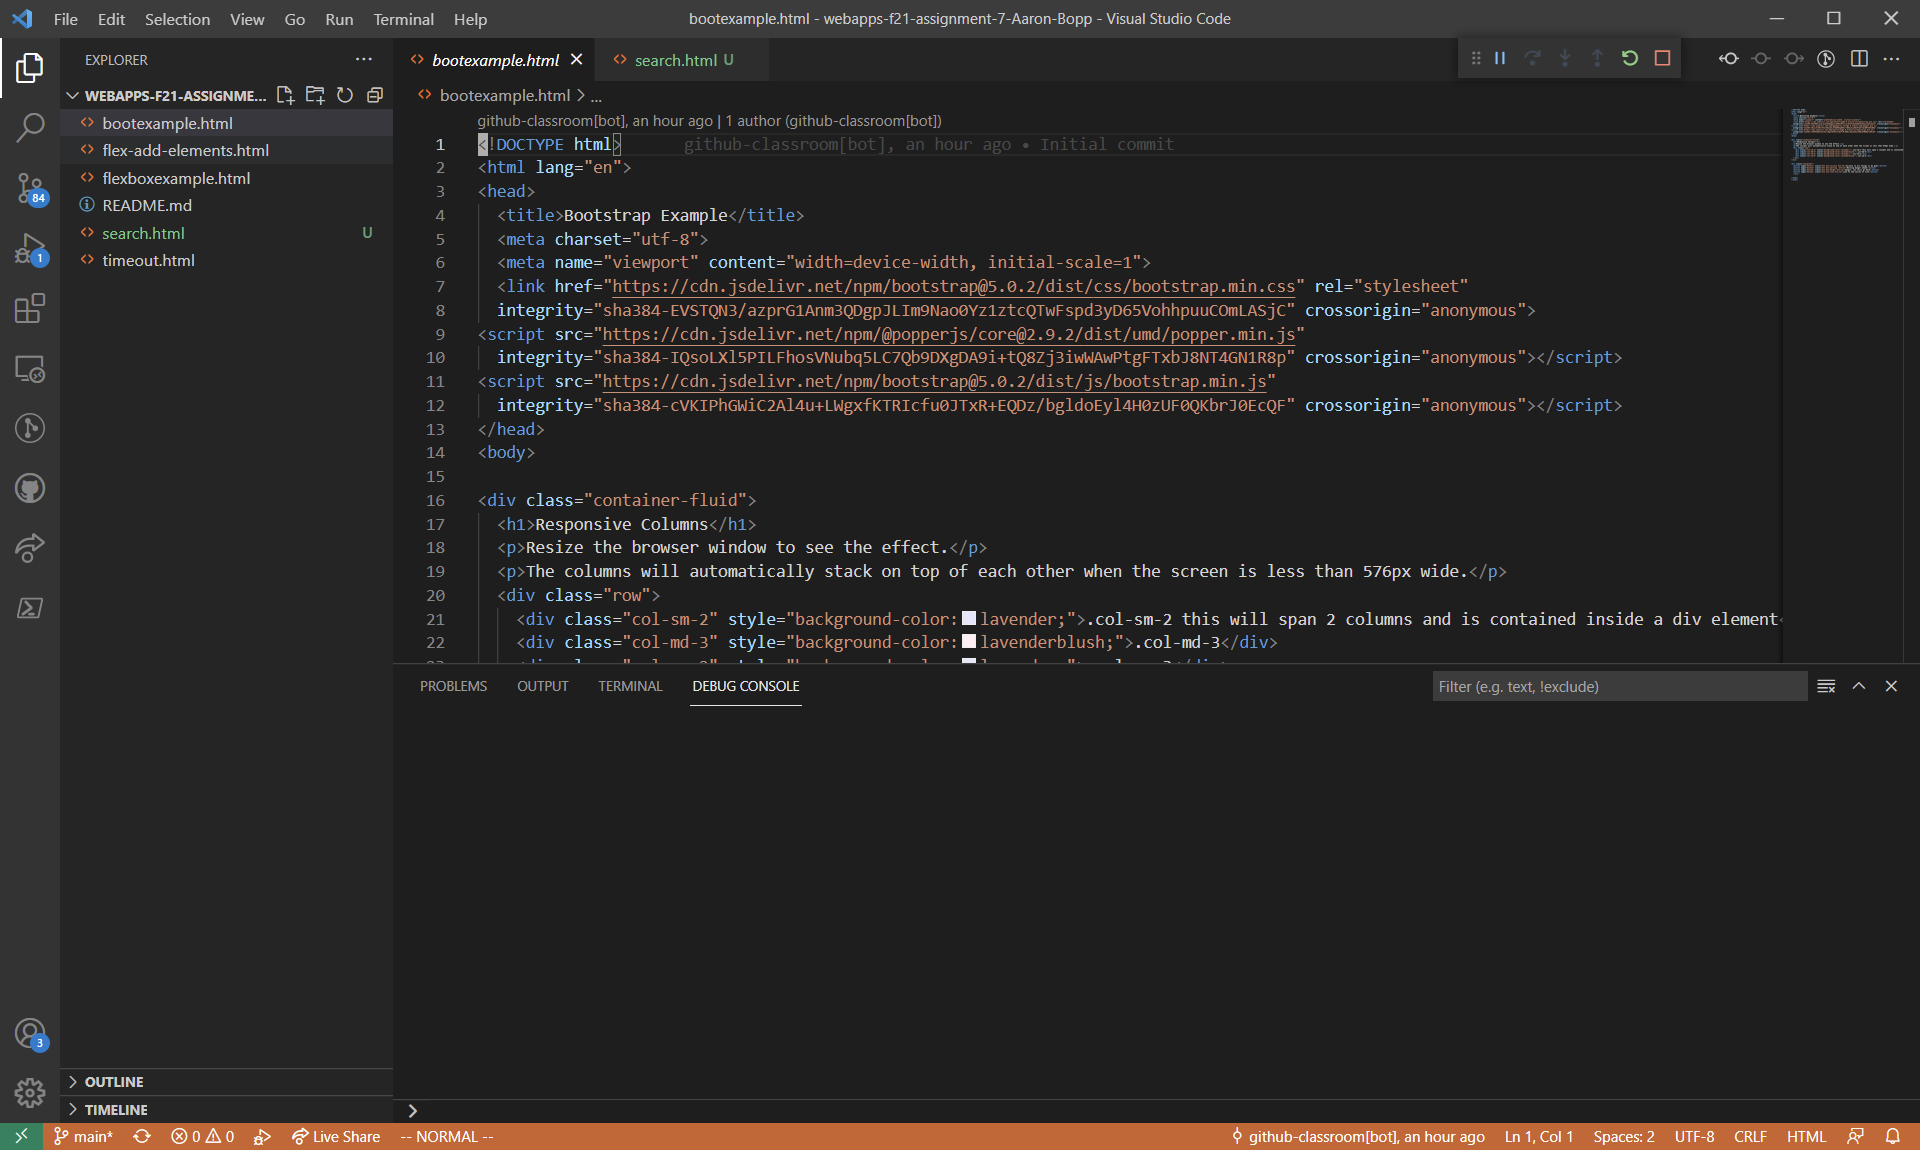 File Edit Selection View Go Run Terminal Help
bootexample.html - webapps-f21-assignment-7-Aaron-Bopp - Visual Studio Code
EXPLORER
WEBAPPS-F21-ASSIGNME...
bootexample.html
flex-add-elements.html
flexboxexample.html
README.md
search.html U
timeout.html
84
1
3
OUTLINE
TIMELINE
bootexample.html
search.html U
bootexample.html > ...
github-classroom[bot], an hour ago | 1 author (github-classroom[bot])
1 <!DOCTYPE html> github-classroom[bot], an hour ago • Initial commit
2 <html lang="en">
3 <head>
4 <title>Bootstrap Example</title>
5 <meta charset="utf-8">
6 <meta name="viewport" content="width=device-width, initial-scale=1">
7 <link href="https://cdn.jsdelivr.net/npm/bootstrap@5.0.2/dist/css/bootstrap.min.css" rel="stylesheet"
8 integrity="sha384-EVSTQN3/azprG1Anm3QDgpJLIm9Nao0Yz1ztcQTwFspd3yD65VohhpuuCOmLASjC" crossorigin="anonymous">
9 <script src="https://cdn.jsdelivr.net/npm/@popperjs/core@2.9.2/dist/umd/popper.min.js"
10 integrity="sha384-IQsoLXl5PILFhosVNubq5LC7Qb9DXgDA9i+tQ8Zj3iwWAwPtgFTxbJ8NT4GN1R8p" crossorigin="anonymous"></script>
11 <script src="https://cdn.jsdelivr.net/npm/bootstrap@5.0.2/dist/js/bootstrap.min.js"
12 integrity="sha384-cVKIPhGWiC2Al4u+LWgxfKTRIcfu0JTxR+EQDz/bgldoEyl4H0zUF0QKbrJ0EcQF" crossorigin="anonymous"></script>
13 </head>
14 <body>
15
16 <div class="container-fluid">
17 <h1>Responsive Columns</h1>
18 <p>Resize the browser window to see the effect.</p>
19 <p>The columns will automatically stack on top of each other when the screen is less than 576px wide.</p>
20 <div class="row">
21 <div class="col-sm-2" style="background-color:lavender;">.col-sm-2 this will span 2 columns and is contained inside a div element<
22 <div class="col-md-3" style="background-color:lavenderblush;">.col-md-3</div>
PROBLEMS OUTPUT TERMINAL DEBUG CONSOLE
Filter (e.g. text, !exclude)
main* 0 0 Live Share -- NORMAL --
github-classroom[bot], an hour ago Ln 1, Col 1 Spaces: 2 UTF-8 CRLF HTML